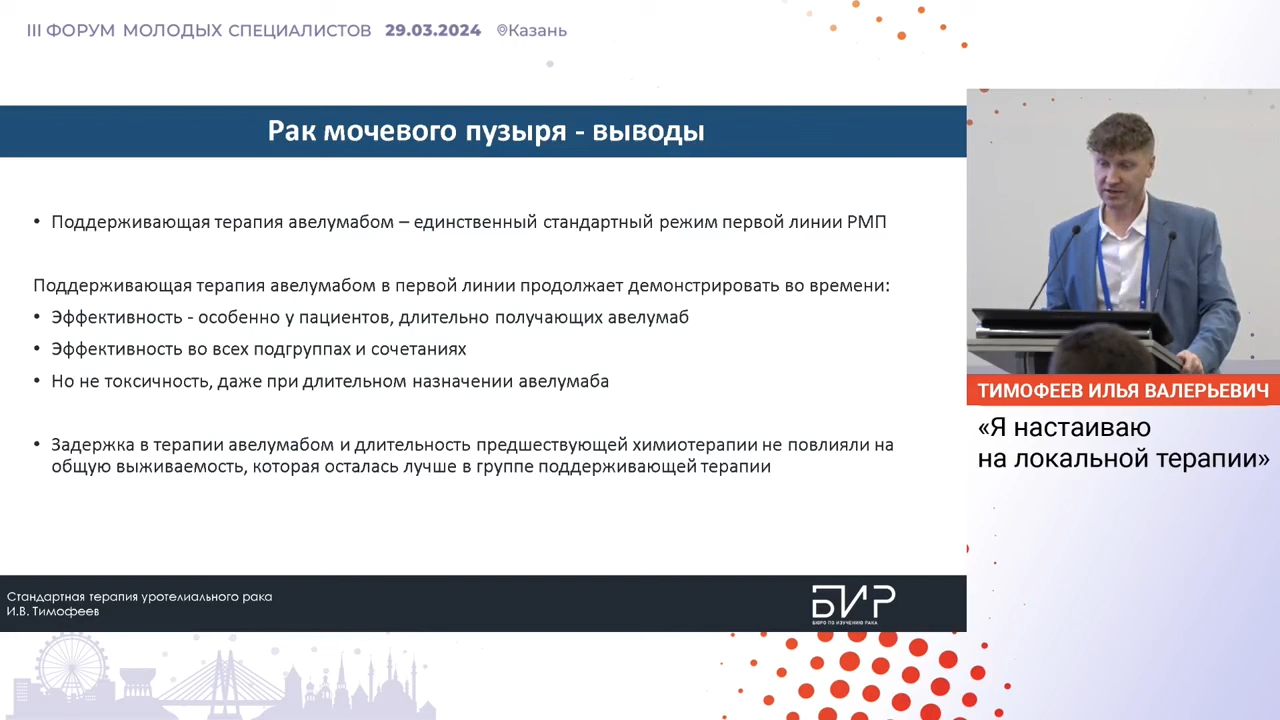 III ФОРУМ МОЛОДЫХ СПЕЦИАЛИСТОВ 29.03.2024 Казань
Рак мочевого пузыря - выводы
• Поддерживающая терапия авелумабом – единственный стандартный режим первой линии РМП
Поддерживающая терапия авелумабом в первой линии продолжает демонстрировать во времени:
• Эффективность - особенно у пациентов, длительно получающих авелумаб
• Эффективность во всех подгруппах и сочетаниях
• Но не токсичность, даже при длительном назначении авелумаба
• Задержка в терапии авелумабом и длительность предшествующей химиотерапии не повлияли на
общую выживаемость, которая осталась лучше в группе поддерживающей терапии
Стандартная терапия уротелиального рака
И.В. Тимофеев
БИР
БЮРО ПО ИЗУЧЕНИЮ РАКА
ТИМОФЕЕВ ИЛЬЯ ВАЛЕРЬЕВИЧ
«Я настаиваю
на локальной терапии»